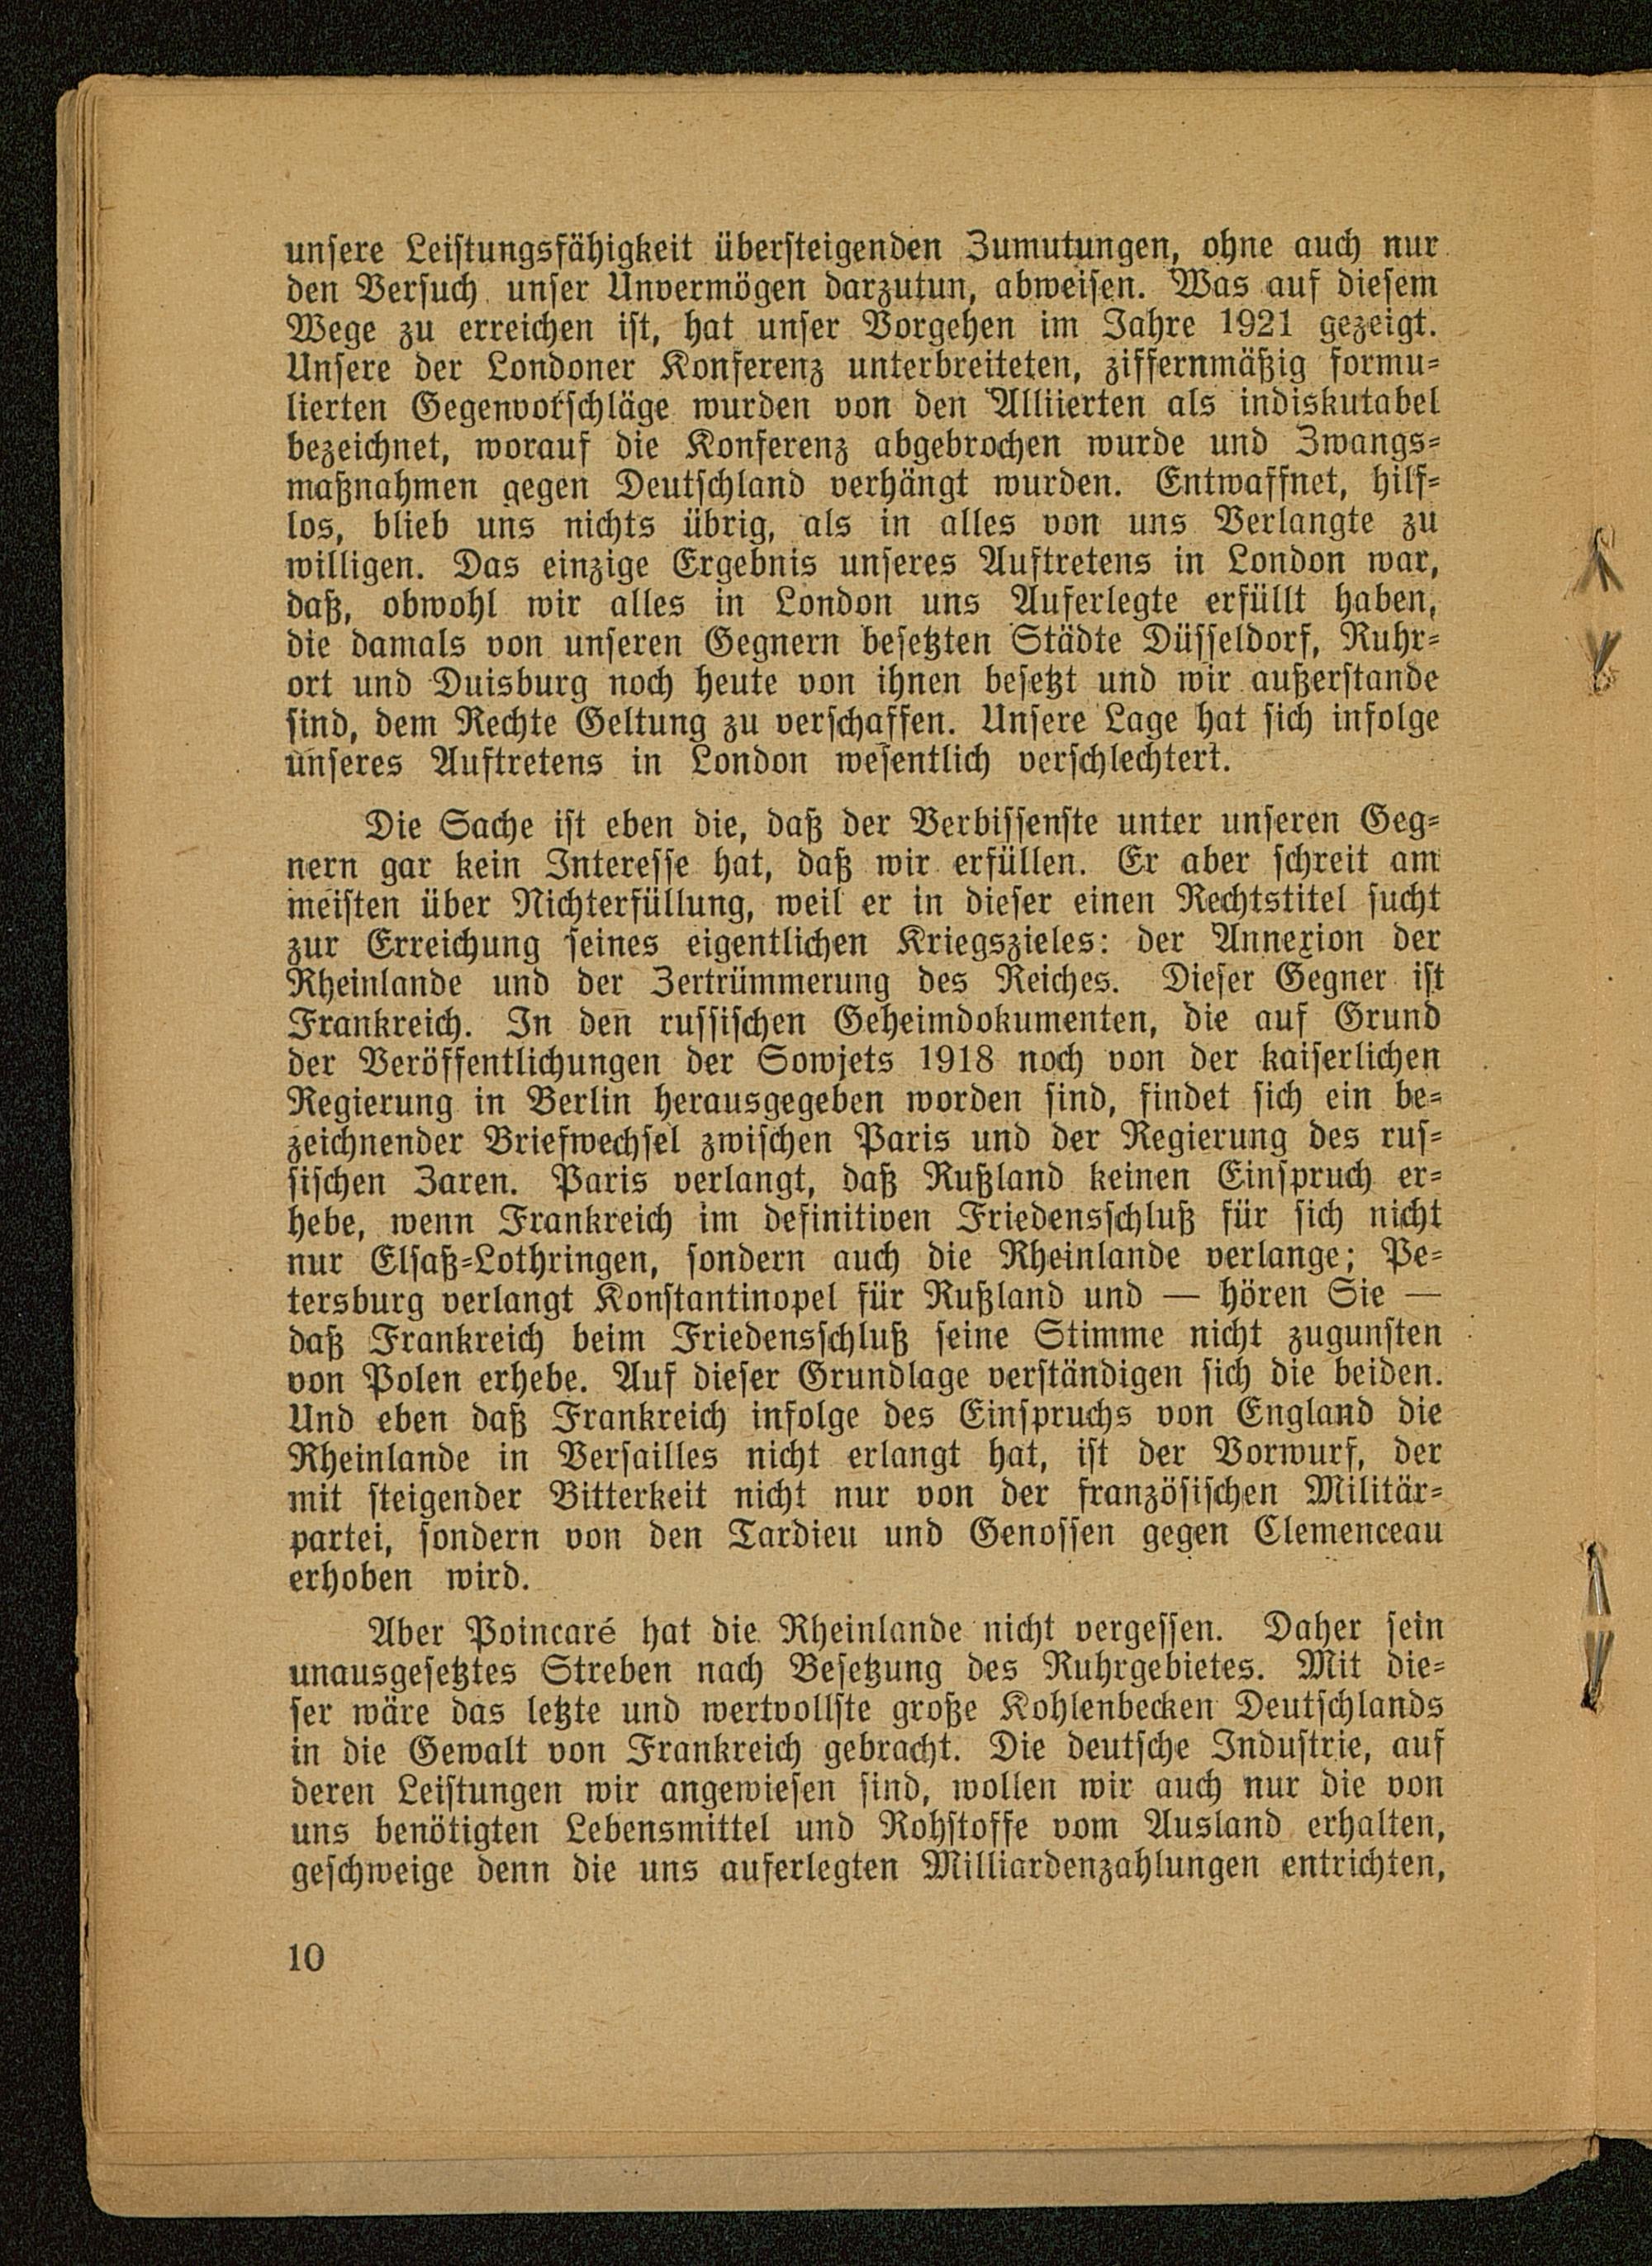 unsere Leistungsfähigkeit übersteigenden Zumutungen, ohne auch nur
den Versuch unser Unvermögen darzutun, abweisen. Was auf diesem
Wege zu erreichen ist, hat unser Vorgehen im Jahre 1921 gezeigt.
Unsere der Londoner Konferenz unterbreiteten, ziffernmäßig formu-
lierten Gegenvorschläge wurden von den Alliierten als indiskutabel
bezeichnet, worauf die Konferenz abgebrochen wurde und Zwangs-
maßnahmen gegen Deutschland verhängt wurden. Entwaffnet, hilf-
los, blieb uns nichts übrig, als in alles von uns Verlangte zu
willigen. Das einzige Ergebnis unseres Auftretens in London war,
daß, obwohl wir alles in London uns Auferlegte erfüllt haben,
die damals von unseren Gegnern besetzten Städte Düsseldorf, Ruhr-
ort und Duisburg noch heute von ihnen besetzt und wir außerstande
sind, dem Rechte Geltung zu verschaffen. Unsere Lage hat sich infolge
unseres Auftretens in London wesentlich verschlechtert.
Die Sache ist eben die, daß der Verbissenste unter unseren Geg-
nern gar kein Interesse hat, daß wir erfüllen. Er aber schreit am
meisten über Nichterfüllung, weil er in dieser einen Rechtstitel sucht
zur Erreichung seines eigentlichen Kriegszieles: der Annexion der
Rheinlande und der Zertrümmerung des Reiches. Dieser Gegner ist
Frankreich. In den russischen Geheimdokumenten, die auf Grund
der Veröffentlichungen der Sowjets 1918 noch von der kaiserlichen
Regierung in Berlin herausgegeben worden sind, findet sich ein be-
zeichnender Briefwechsel zwischen Paris und der Regierung des rus-
sischen Zaren. Paris verlangt, daß Rußland keinen Einspruch er-
hebe, wenn Frankreich im definitiven Friedensschluß für sich nicht
nur Elsaß-Lothringen, sondern auch die Rheinlande verlange; Pe-
tersburg verlangt Konstantinopel für Rußland und — hören Sie —
daß Frankreich beim Friedensschluß seine Stimme nicht zugunsten
von Polen erhebe. Auf dieser Grundlage verständigen sich die beiden.
Und eben daß Frankreich infolge des Einspruchs von England die
Rheinlande in Versailles nicht erlangt hat, ist der Vorwurf, der
mit steigender Bitterkeit nicht nur von der französischen Militär-
partei, sondern von den Tardieu und Genossen gegen Clemenceau
erhoben wird.
Aber Poincaré hat die Rheinlande nicht vergessen. Daher sein
unausgesetztes Streben nach Besetzung des Ruhrgebietes. Mit die-
ser wäre das letzte und wertvollste große Kohlenbecken Deutschlands
in die Gewalt von Frankreich gebracht. Die deutsche Industrie, auf
deren Leistungen wir angewiesen sind, wollen wir auch nur die von
uns benötigten Lebensmittel und Rohstoffe vom Ausland erhalten,
geschweige denn die uns auferlegten Milliardenzahlungen entrichten,
10